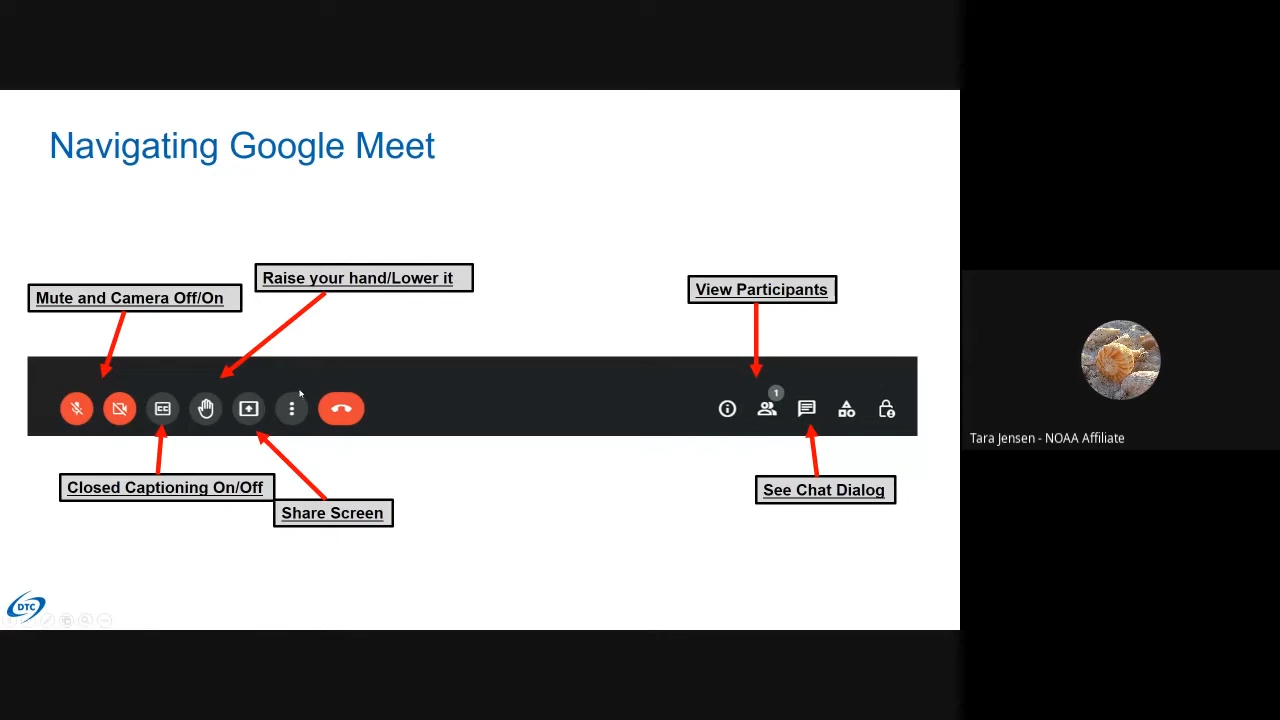 Navigating Google Meet
Raise your hand/Lower it
Mute and Camera Off/On
View Participants
CC
1
Closed Captioning On/Off
See Chat Dialog
Share Screen
DTC
Tara Jensen - NOAA Affiliate